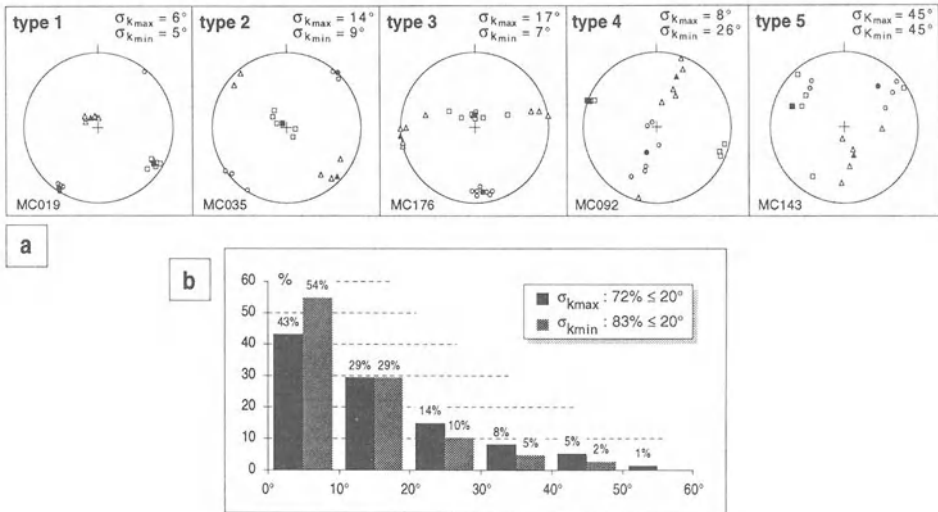 type 1
σkmax = 6°
σkmin = 5°
MC019
type 2
σkmax = 14°
σkmin = 9°
MC035
type 3
σkmax = 17°
σkmin = 7°
MC176
type 4
σkmax = 8°
σkmin = 26°
MC092
type 5
σKmax = 45°
σKmin = 45°
MC143
a
b
%
60
50
40
30
20
10
0
43%
54%
29%
29%
14%
10%
8%
5%
5%
2%
1%
σkmax : 72% ≤ 20°
σkmin : 83% ≤ 20°
0° 10° 20° 30° 40° 50° 60°